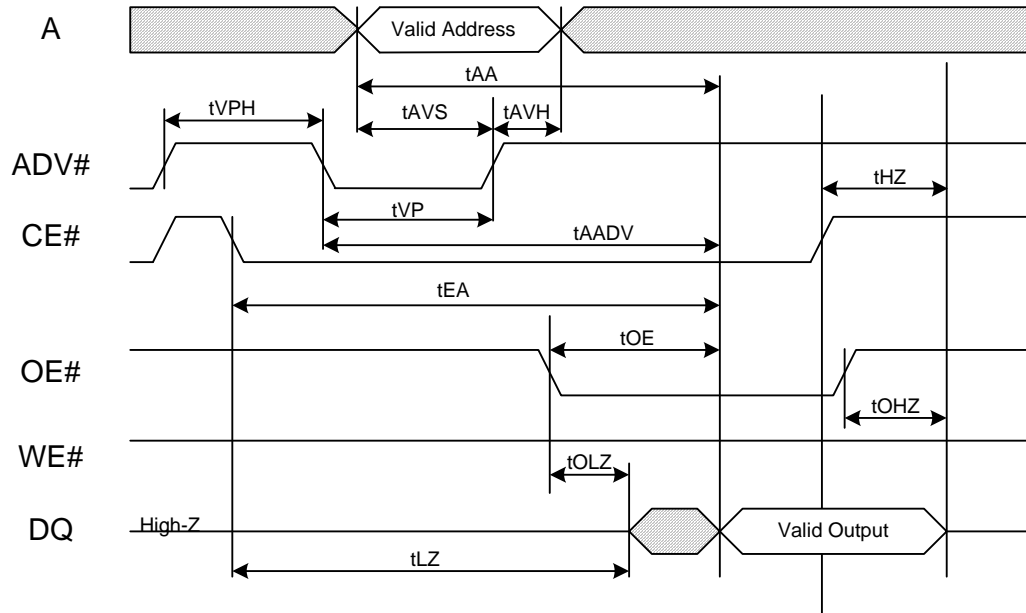 A
Valid Address
tAA
tVPH
tAVS
tAVH
ADV#
tHZ
tVP
CE#
tAADV
tEA
tOE
OE#
tOHZ
WE#
tOLZ
DQ
High-Z
Valid Output
tLZ